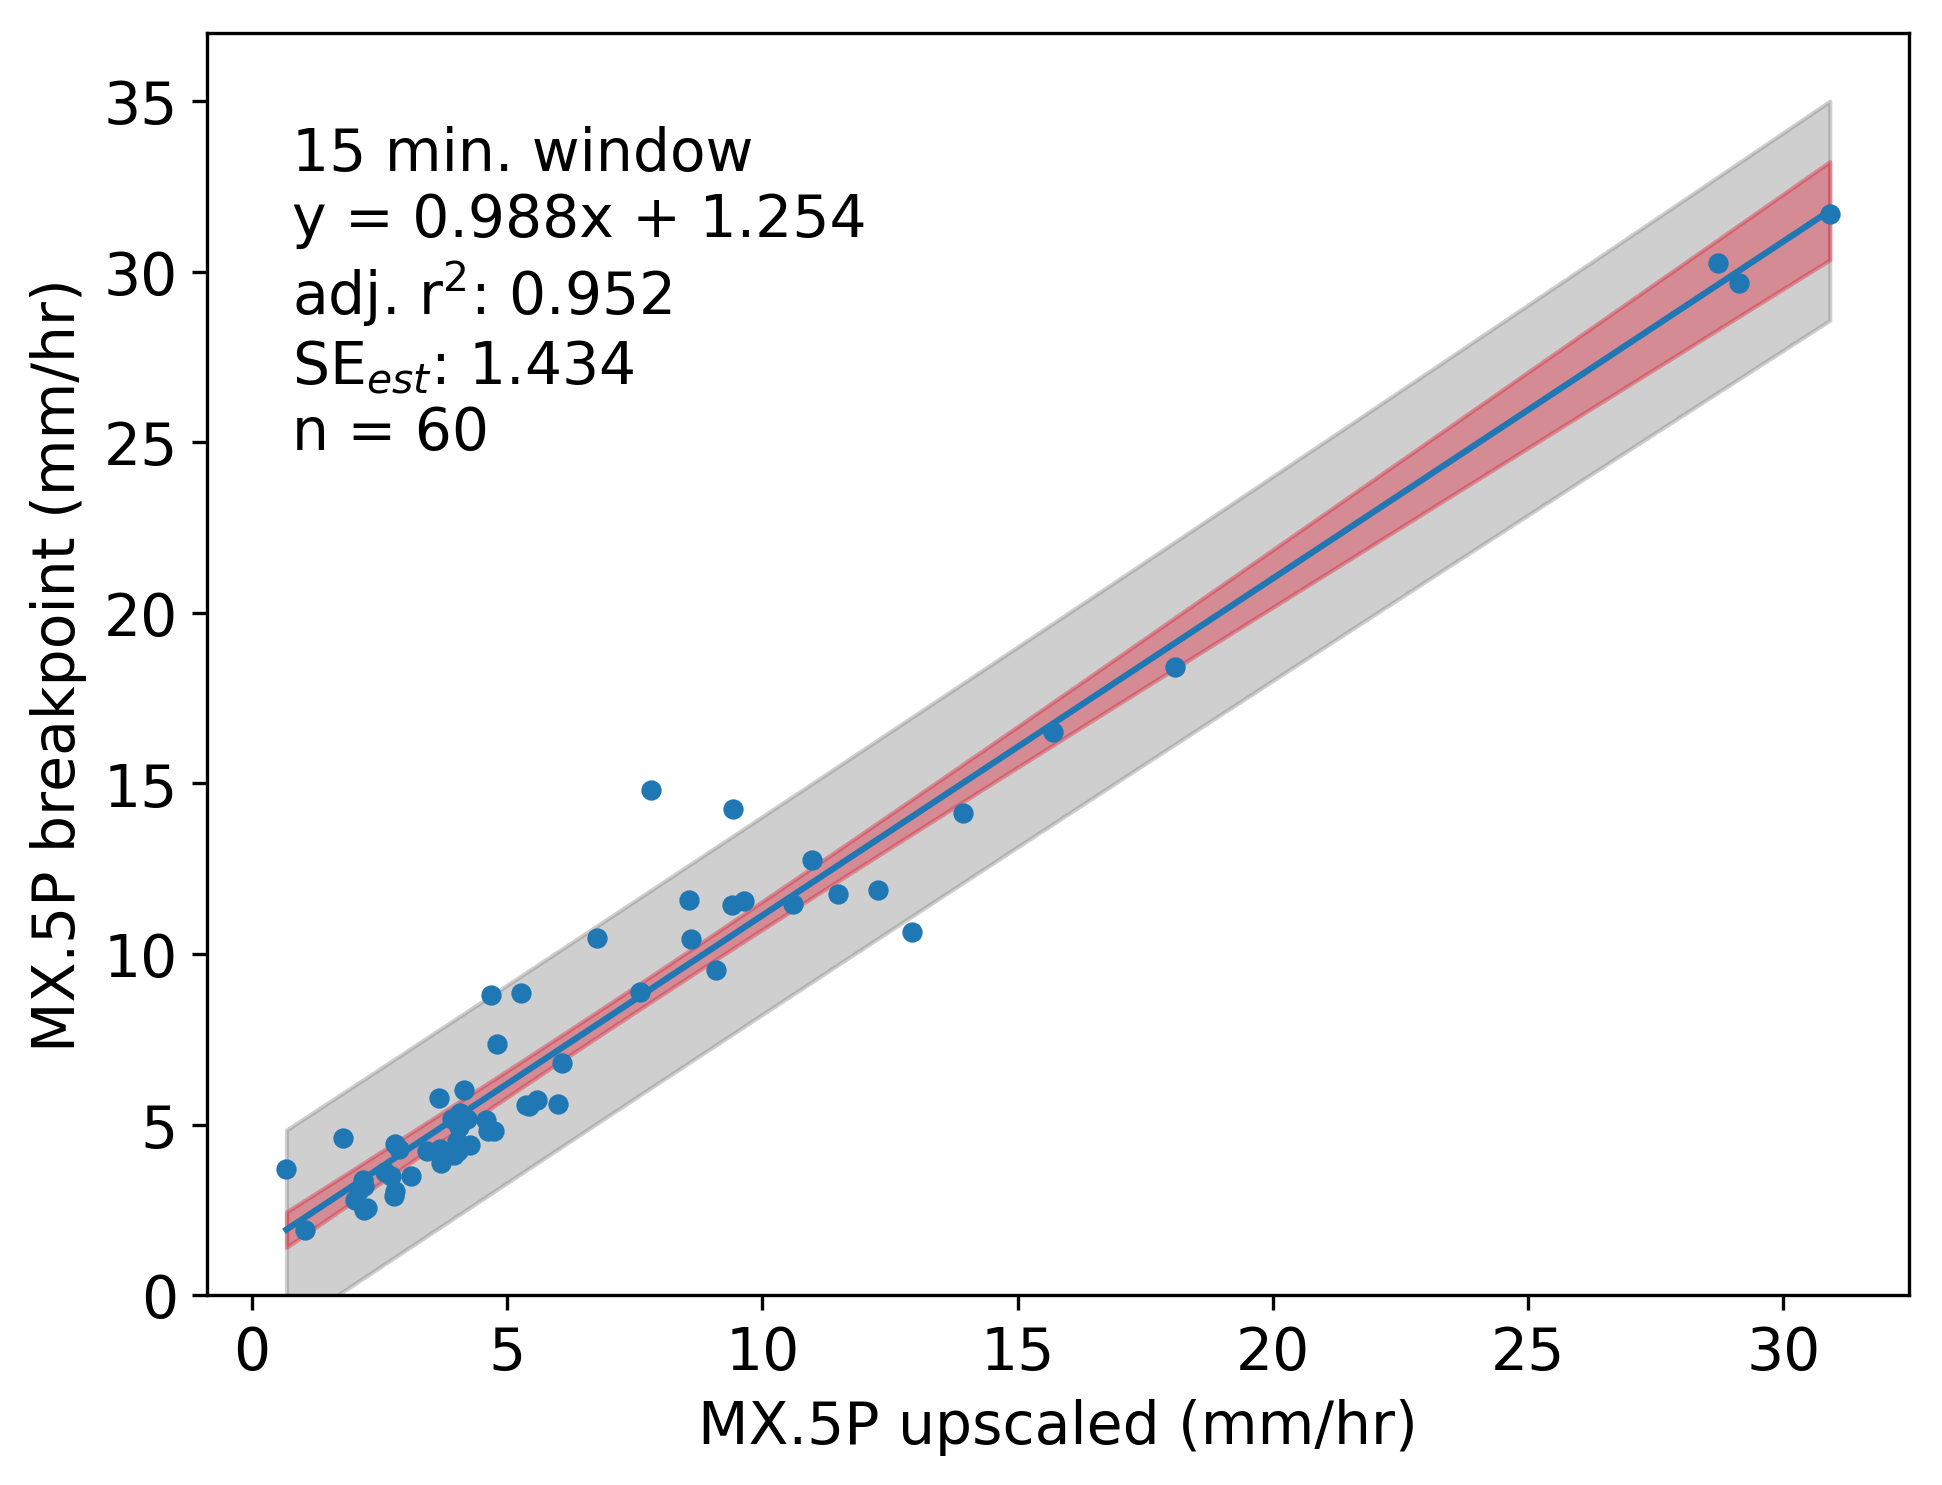 15 min. window
y = 0.988x + 1.254
adj. r²: 0.952
SEest: 1.434
n = 60
35
30
25
20
15
10
5
0
MX.5P breakpoint (mm/hr)
0 5 10 15 20 25 30
MX.5P upscaled (mm/hr)